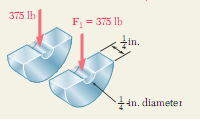 375 lb
F₁ = 375 lb
1/4 in.
1/4-in. diameter